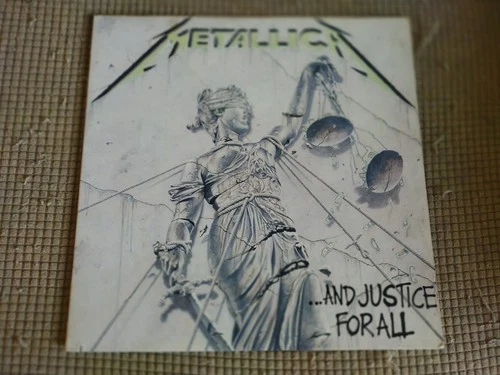 METALLICA
...AND JUSTICE
FOR ALL